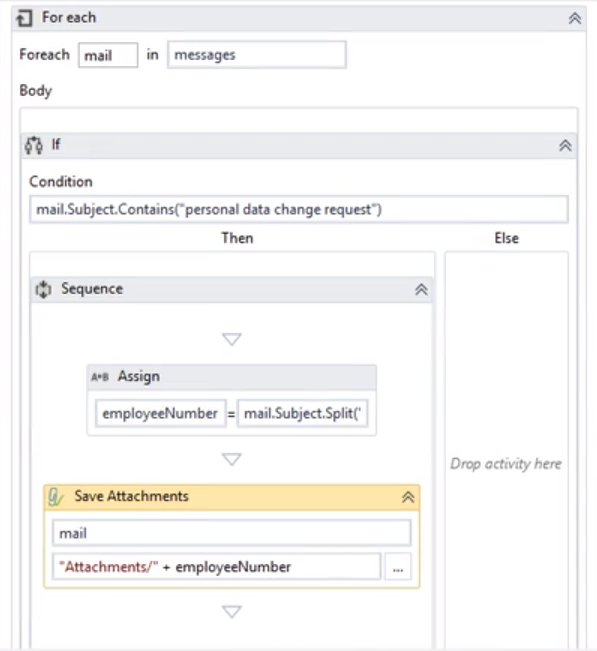 For each
Foreach mail in messages
Body
If
Condition
mail.Subject.Contains("personal data change request")
Then Else
Sequence
A+B Assign
employeeNumber = mail.Subject.Split('
Drop activity here
Save Attachments
mail
"Attachments/" + employeeNumber ...